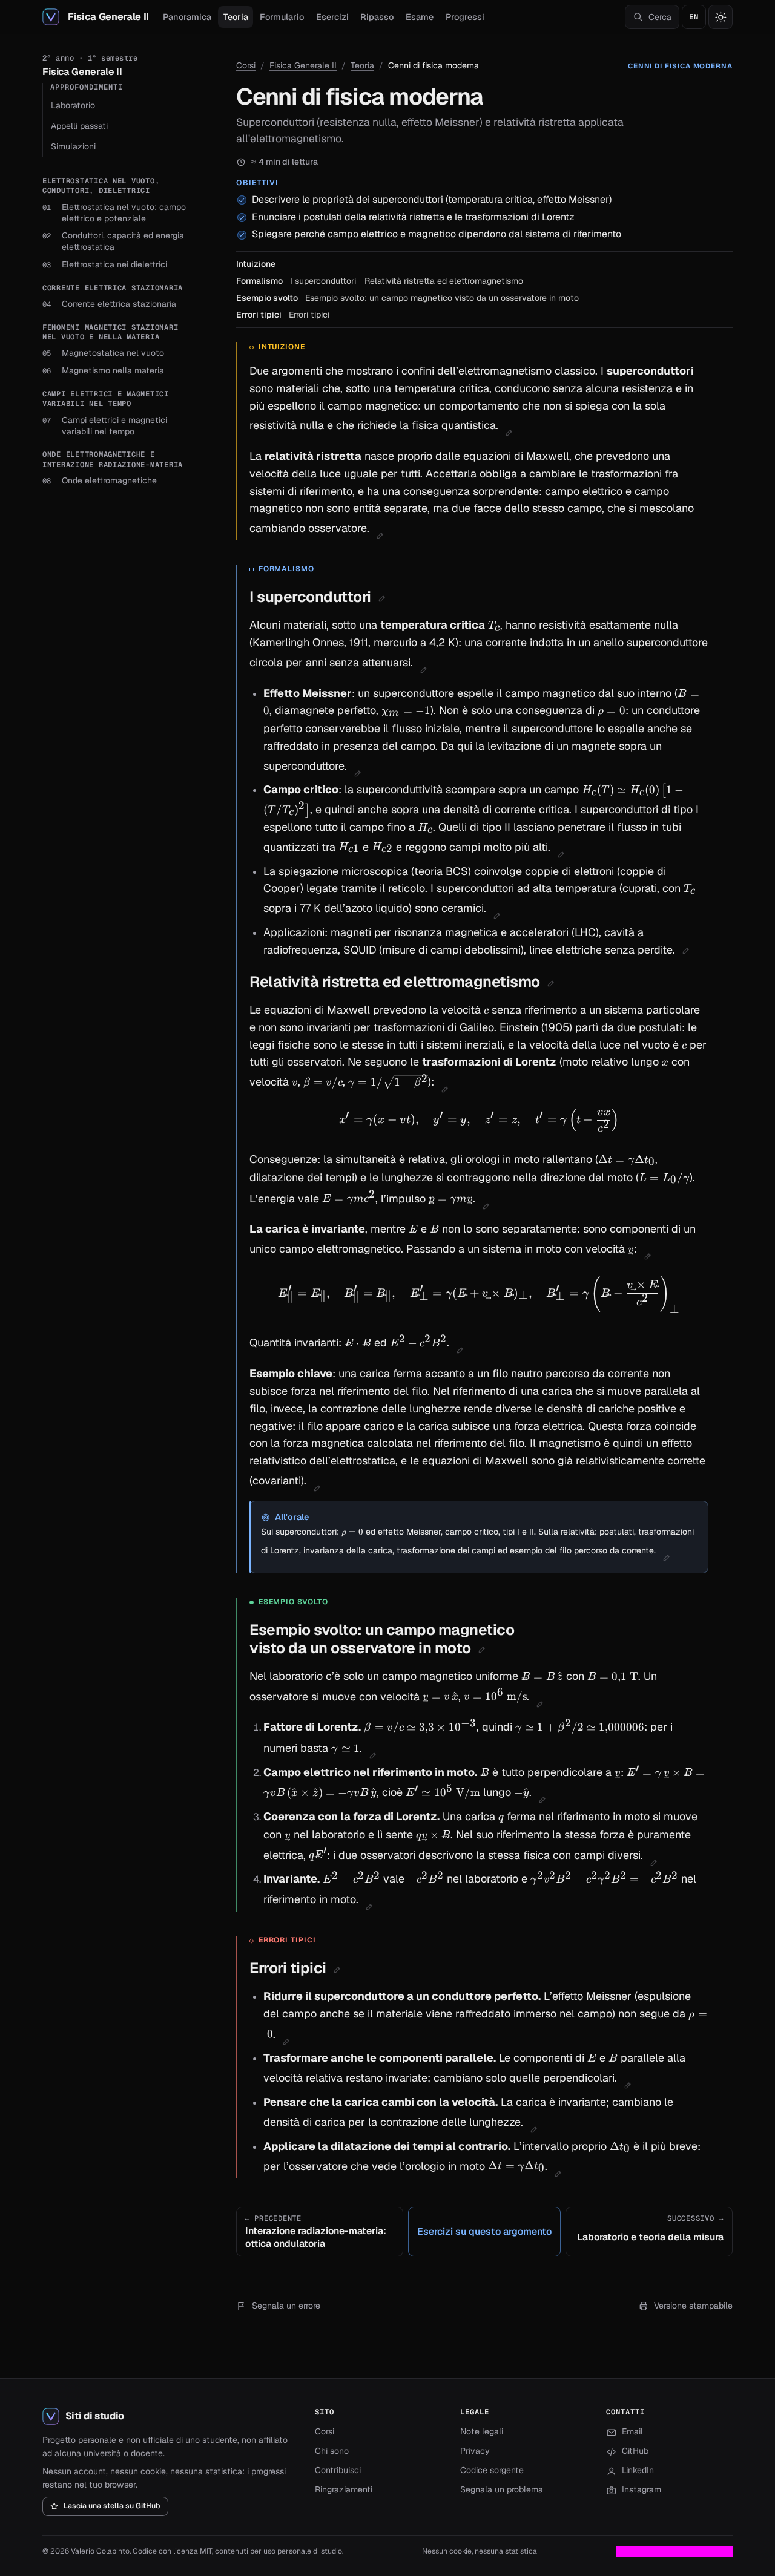 Fisica Generale II Panoramica Teoria Formulario Esercizi Ripasso Esame Progressi Cerca EN
2° anno · 1° semestre
Fisica Generale II
APPROFONDIMENTI
Laboratorio
Appelli passati
Simulazioni
ELETTROSTATICA NEL VUOTO,
CONDUTTORI, DIELETTRICI
01 Elettrostatica nel vuoto: campo
elettrico e potenziale
02 Conduttori, capacità ed energia
elettrostatica
03 Elettrostatica nei dielettrici
CORRENTE ELETTRICA STAZIONARIA
04 Corrente elettrica stazionaria
FENOMENI MAGNETICI STAZIONARI
NEL VUOTO E NELLA MATERIA
05 Magnetostatica nel vuoto
06 Magnetismo nella materia
CAMPI ELETTRICI E MAGNETICI
VARIABILI NEL TEMPO
07 Campi elettrici e magnetici
variabili nel tempo
ONDE ELETTROMAGNETICHE E
INTERAZIONE RADIAZIONE-MATERIA
08 Onde elettromagnetiche
Corsi / Fisica Generale II / Teoria / Cenni di fisica moderna
CENNI DI FISICA MODERNA
Cenni di fisica moderna
Superconduttori (resistenza nulla, effetto Meissner) e relatività ristretta applicata
all'elettromagnetismo.
≈ 4 min di lettura
OBIETTIVI
Descrivere le proprietà dei superconduttori (temperatura critica, effetto Meissner)
Enunciare i postulati della relatività ristretta e le trasformazioni di Lorentz
Spiegare perché campo elettrico e magnetico dipendono dal sistema di riferimento
Intuizione
Formalismo I superconduttori Relatività ristretta ed elettromagnetismo
Esempio svolto Esempio svolto: un campo magnetico visto da un osservatore in moto
Errori tipici Errori tipici
INTUIZIONE
Due argomenti che mostrano i confini dell'elettromagnetismo classico. I superconduttori
sono materiali che, sotto una temperatura critica, conducono senza alcuna resistenza e in
più espellono il campo magnetico: un comportamento che non si spiega con la sola
resistività nulla e che richiede la fisica quantistica.
La relatività ristretta nasce proprio dalle equazioni di Maxwell, che prevedono una
velocità della luce uguale per tutti. Accettarla obbliga a cambiare le trasformazioni fra
sistemi di riferimento, e ha una conseguenza sorprendente: campo elettrico e campo
magnetico non sono entità separate, ma due facce dello stesso campo, che si mescolano
cambiando osservatore.
FORMALISMO
I superconduttori
Alcuni materiali, sotto una temperatura critica T_c, hanno resistività esattamente nulla
(Kamerlingh Onnes, 1911, mercurio a 4,2 K): una corrente indotta in un anello superconduttore
circola per anni senza attenuarsi.
• Effetto Meissner: un superconduttore espelle il campo magnetico dal suo interno (B =
0, diamagnete perfetto, χ_m = −1). Non è solo una conseguenza di ρ = 0: un conduttore
perfetto conserverebbe il flusso iniziale, mentre il superconduttore lo espelle anche se
raffreddato in presenza del campo. Da qui la levitazione di un magnete sopra un
superconduttore.
• Campo critico: la superconduttività scompare sopra un campo H_c(T) ≃ H_c(0) [1 −
(T/T_c)²], e quindi anche sopra una densità di corrente critica. I superconduttori di tipo I
espellono tutto il campo fino a H_c. Quelli di tipo II lasciano penetrare il flusso in tubi
quantizzati tra H_c1 e H_c2 e reggono campi molto più alti.
• La spiegazione microscopica (teoria BCS) coinvolge coppie di elettroni (coppie di
Cooper) legate tramite il reticolo. I superconduttori ad alta temperatura (cuprati, con T_c
sopra i 77 K dell'azoto liquido) sono ceramici.
• Applicazioni: magneti per risonanza magnetica e acceleratori (LHC), cavità a
radiofrequenza, SQUID (misure di campi debolissimi), linee elettriche senza perdite.
Relatività ristretta ed elettromagnetismo
Le equazioni di Maxwell prevedono la velocità c senza riferimento a un sistema particolare
e non sono invarianti per trasformazioni di Galileo. Einstein (1905) partì da due postulati: le
leggi fisiche sono le stesse in tutti i sistemi inerziali, e la velocità della luce nel vuoto è c per
tutti gli osservatori. Ne seguono le trasformazioni di Lorentz (moto relativo lungo x con
velocità v, β = v/c, γ = 1/√(1 − β²)):
x′ = γ(x − vt), y′ = y, z′ = z, t′ = γ (t − vx/c²)
Conseguenze: la simultaneità è relativa, gli orologi in moto rallentano (Δt = γΔt₀,
dilatazione dei tempi) e le lunghezze si contraggono nella direzione del moto (L = L₀/γ).
L'energia vale E = γmc², l'impulso p = γmv.
La carica è invariante, mentre E e B non lo sono separatamente: sono componenti di un
unico campo elettromagnetico. Passando a un sistema in moto con velocità v:
E′∥ = E∥, B′∥ = B∥, E′⊥ = γ(E + v × B)⊥, B′⊥ = γ (B − v × E/c²)⊥
Quantità invarianti: E · B ed E² − c²B².
Esempio chiave: una carica ferma accanto a un filo neutro percorso da corrente non
subisce forza nel riferimento del filo. Nel riferimento di una carica che si muove parallela al
filo, invece, la contrazione delle lunghezze rende diverse le densità di cariche positive e
negative: il filo appare carico e la carica subisce una forza elettrica. Questa forza coincide
con la forza magnetica calcolata nel riferimento del filo. Il magnetismo è quindi un effetto
relativistico dell'elettrostatica, e le equazioni di Maxwell sono già relativisticamente corrette
(covarianti).
All'orale
Sui superconduttori: ρ = 0 ed effetto Meissner, campo critico, tipi I e II. Sulla relatività: postulati, trasformazioni
di Lorentz, invarianza della carica, trasformazione dei campi ed esempio del filo percorso da corrente.
ESEMPIO SVOLTO
Esempio svolto: un campo magnetico
visto da un osservatore in moto
Nel laboratorio c'è solo un campo magnetico uniforme B = B ẑ con B = 0,1 T. Un
osservatore si muove con velocità v = v x̂, v = 10⁶ m/s.
1. Fattore di Lorentz. β = v/c ≃ 3,3 × 10⁻³, quindi γ ≃ 1 + β²/2 ≃ 1,000006: per i
numeri basta γ ≃ 1.
2. Campo elettrico nel riferimento in moto. B è tutto perpendicolare a v: E′ = γ v × B =
γvB (x̂ × ẑ) = −γvB ŷ, cioè E′ ≃ 10⁵ V/m lungo −ŷ.
3. Coerenza con la forza di Lorentz. Una carica q ferma nel riferimento in moto si muove
con v nel laboratorio e lì sente qv × B. Nel suo riferimento la stessa forza è puramente
elettrica, qE′: i due osservatori descrivono la stessa fisica con campi diversi.
4. Invariante. E² − c²B² vale −c²B² nel laboratorio e γ²v²B² − c²γ²B² = −c²B² nel
riferimento in moto.
ERRORI TIPICI
Errori tipici
• Ridurre il superconduttore a un conduttore perfetto. L'effetto Meissner (espulsione
del campo anche se il materiale viene raffreddato immerso nel campo) non segue da ρ =
0.
• Trasformare anche le componenti parallele. Le componenti di E e B parallele alla
velocità relativa restano invariate; cambiano solo quelle perpendicolari.
• Pensare che la carica cambi con la velocità. La carica è invariante; cambiano le
densità di carica per la contrazione delle lunghezze.
• Applicare la dilatazione dei tempi al contrario. L'intervallo proprio Δt₀ è il più breve:
per l'osservatore che vede l'orologio in moto Δt = γΔt₀.
← PRECEDENTE
Interazione radiazione-materia:
ottica ondulatoria
Esercizi su questo argomento
SUCCESSIVO →
Laboratorio e teoria della misura
Segnala un errore
Versione stampabile
Siti di studio
Progetto personale e non ufficiale di uno studente, non affiliato
ad alcuna università o docente.
Nessun account, nessun cookie, nessuna statistica: i progressi
restano nel tuo browser.
Lascia una stella su GitHub
SITO
Corsi
Chi sono
Contribuisci
Ringraziamenti
LEGALE
Note legali
Privacy
Codice sorgente
Segnala un problema
CONTATTI
Email
GitHub
LinkedIn
Instagram
© 2026 Valerio Colapinto. Codice con licenza MIT, contenuti per uso personale di studio.
Nessun cookie, nessuna statistica